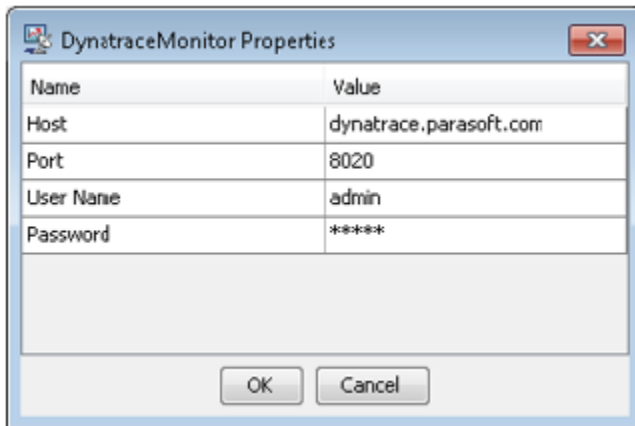 DynatraceMonitor Properties
Name Value
Host dynatrace.parasoft.com
Port 8020
User Name admin
Password *****
OK Cancel